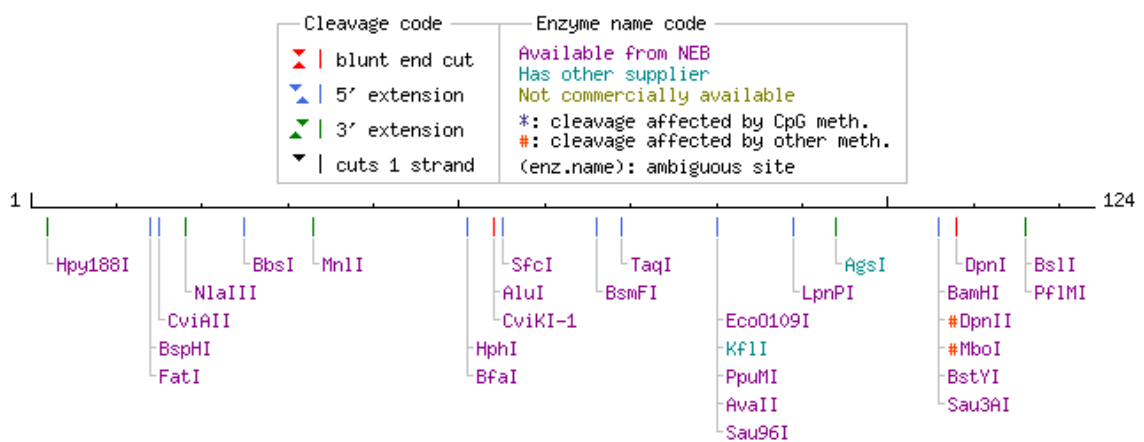 Cleavage code
Enzyme name code
blunt end cut
5′ extension
3′ extension
cuts 1 strand
Available from NEB
Has other supplier
Not commercially available
*: cleavage affected by CpG meth.
#: cleavage affected by other meth.
(enz.name): ambiguous site
1
124
Hpy188I
BbsI
MnlI
SfcI
TaqI
AgsI
DpnI
BslI
NlaIII
AluI
BsmFI
LpnPI
BamHI
PflMI
CviAII
CviKI-1
EcoO109I
#DpnII
BspHI
HphI
KflI
#MboI
FatI
BfaI
PpuMI
BstYI
AvaII
Sau3AI
Sau96I